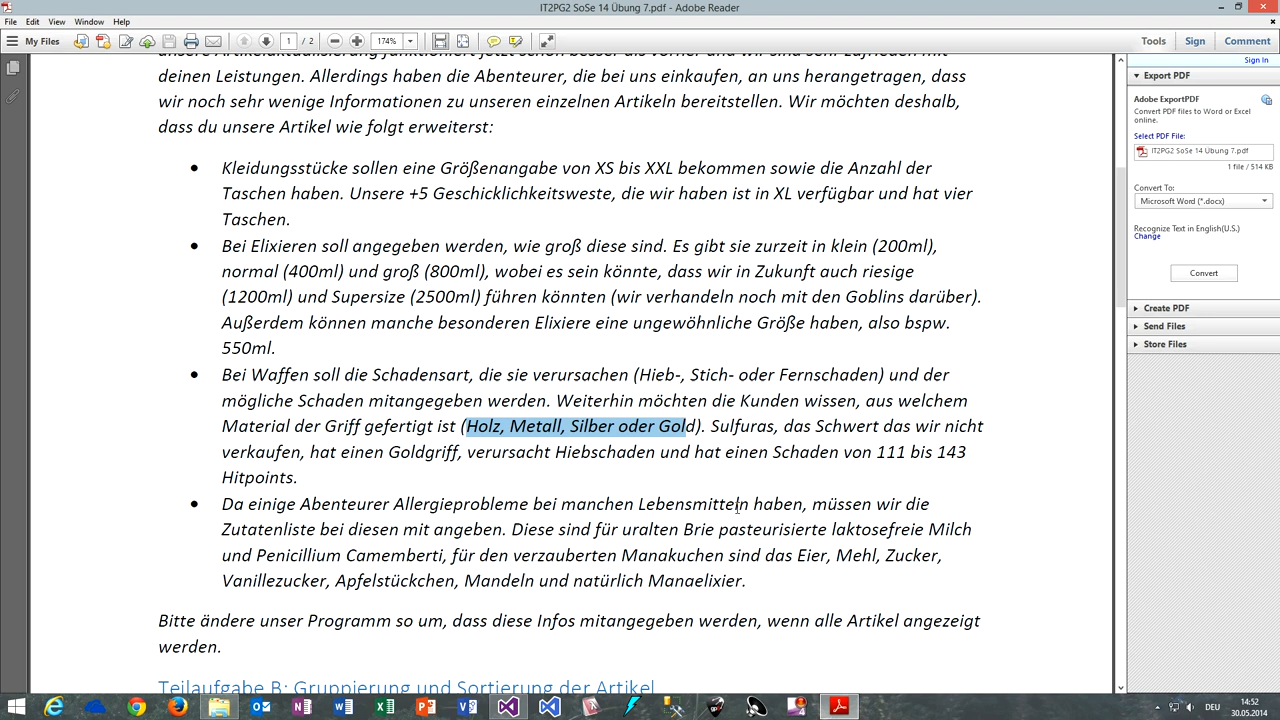 IT2PG2 SoSe 14 Übung 7.pdf - Adobe Reader
File Edit View Window Help
My Files 1 / 2 174% Tools Sign Comment
Sign In
deinen Leistungen. Allerdings haben die Abenteurer, die bei uns einkaufen, an uns herangetragen, dass
wir noch sehr wenige Informationen zu unseren einzelnen Artikeln bereitstellen. Wir möchten deshalb,
dass du unsere Artikel wie folgt erweiterst:
• Kleidungsstücke sollen eine Größenangabe von XS bis XXL bekommen sowie die Anzahl der
Taschen haben. Unsere +5 Geschicklichkeitsweste, die wir haben ist in XL verfügbar und hat vier
Taschen.
• Bei Elixieren soll angegeben werden, wie groß diese sind. Es gibt sie zurzeit in klein (200ml),
normal (400ml) und groß (800ml), wobei es sein könnte, dass wir in Zukunft auch riesige
(1200ml) und Supersize (2500ml) führen könnten (wir verhandeln noch mit den Goblins darüber).
Außerdem können manche besonderen Elixiere eine ungewöhnliche Größe haben, also bspw.
550ml.
• Bei Waffen soll die Schadensart, die sie verursachen (Hieb-, Stich- oder Fernschaden) und der
mögliche Schaden mitangegeben werden. Weiterhin möchten die Kunden wissen, aus welchem
Material der Griff gefertigt ist (Holz, Metall, Silber oder Gold). Sulfuras, das Schwert das wir nicht
verkaufen, hat einen Goldgriff, verursacht Hiebschaden und hat einen Schaden von 111 bis 143
Hitpoints.
• Da einige Abenteurer Allergieprobleme bei manchen Lebensmitteln haben, müssen wir die
Zutatenliste bei diesen mit angeben. Diese sind für uralten Brie pasteurisierte laktosefreie Milch
und Penicillium Camemberti, für den verzauberten Manakuchen sind das Eier, Mehl, Zucker,
Vanillezucker, Apfelstückchen, Mandeln und natürlich Manaelixier.
Bitte ändere unser Programm so um, dass diese Infos mitangegeben werden, wenn alle Artikel angezeigt
werden.
Teilaufgabe B: Gruppierung und Sortierung der Artikel
Export PDF
Adobe ExportPDF
Convert PDF files to Word or Excel
online.
Select PDF File:
IT2PG2 SoSe 14 Übung 7.pdf
1 file / 514 KB
Convert To:
Microsoft Word (*.docx)
Recognize Text in English(U.S.)
Change
Convert
Create PDF
Send Files
Store Files
DEU
14:52
30.05.2014